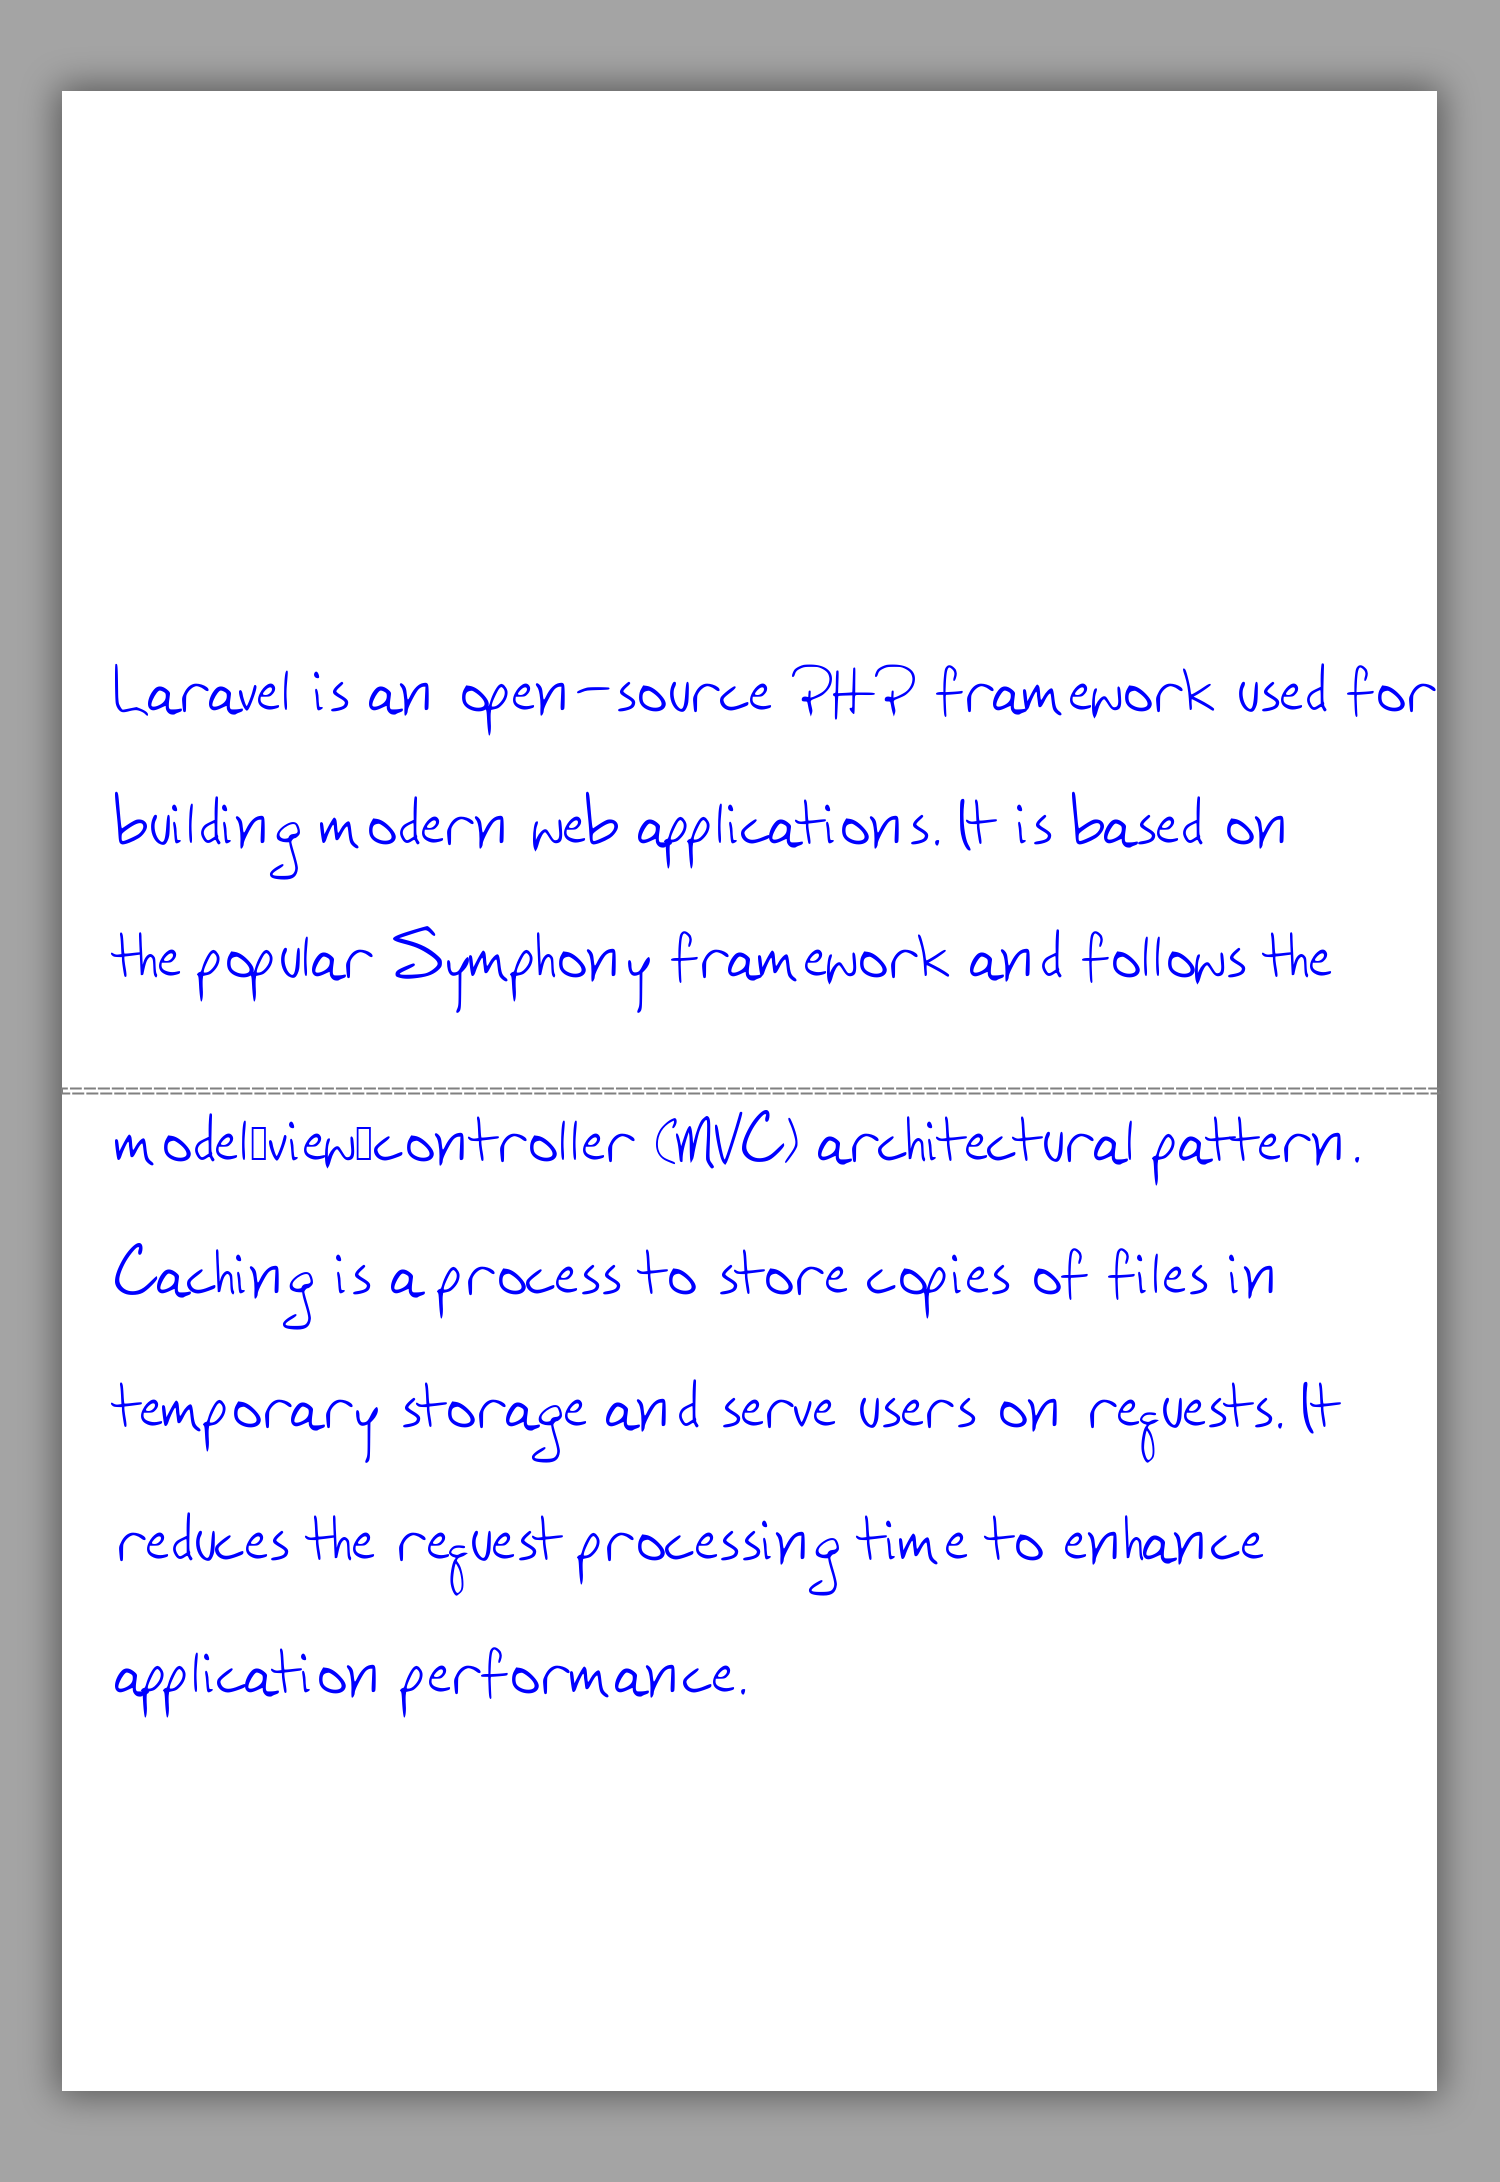 Laravel is an open-source PHP framework used for
building modern web applications. It is based on
the popular Symphony framework and follows the
model▯view▯controller (MVC) architectural pattern.
Caching is a process to store copies of files in
temporary storage and serve users on requests. It
reduces the request processing time to enhance
application performance.